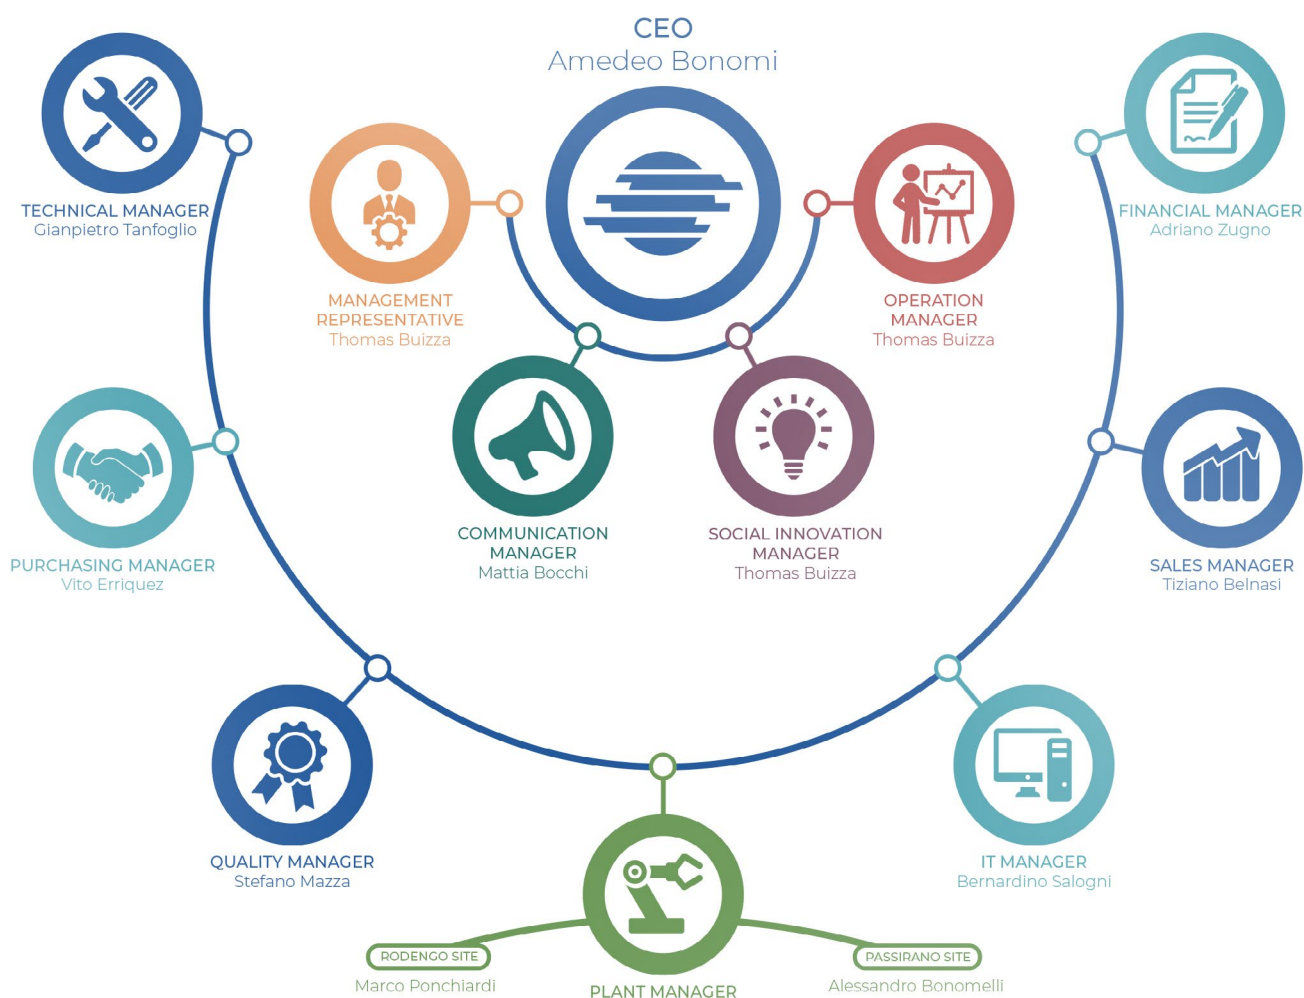 CEO
Amedeo Bonomi
TECHNICAL MANAGER
Gianpietro Tanfoglio
FINANCIAL MANAGER
Adriano Zugno
MANAGEMENT
REPRESENTATIVE
Thomas Buizza
OPERATION
MANAGER
Thomas Buizza
COMMUNICATION
MANAGER
Mattia Bocchi
SOCIAL INNOVATION
MANAGER
Thomas Buizza
PURCHASING MANAGER
Vito Erriquez
SALES MANAGER
Tiziano Belnasi
QUALITY MANAGER
Stefano Mazza
IT MANAGER
Bernardino Salogni
RODENGO SITE
Marco Ponchiardi
PLANT MANAGER
PASSIRANO SITE
Alessandro Bonomelli